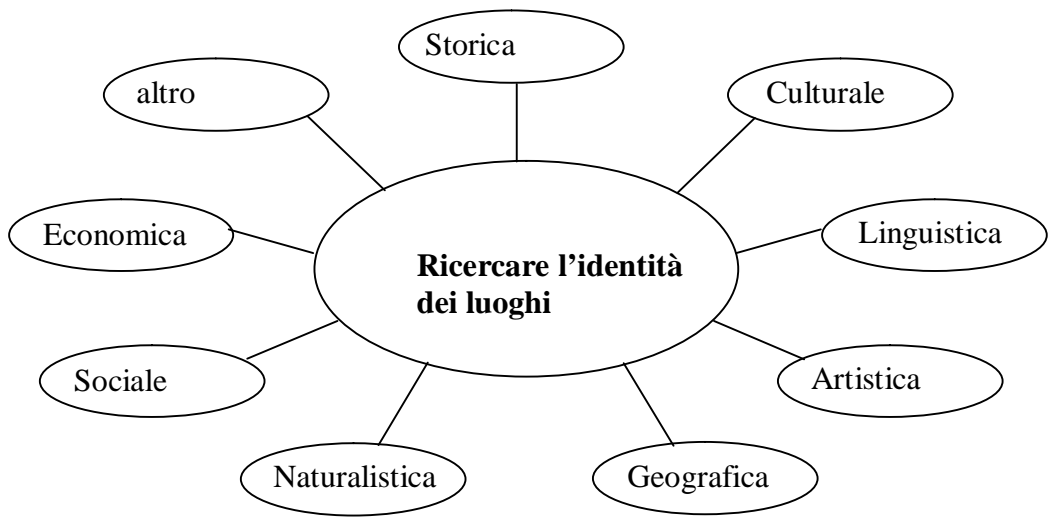 Storica
altro
Culturale
Economica
Linguistica
Ricercare l’identità
dei luoghi
Sociale
Artistica
Naturalistica
Geografica